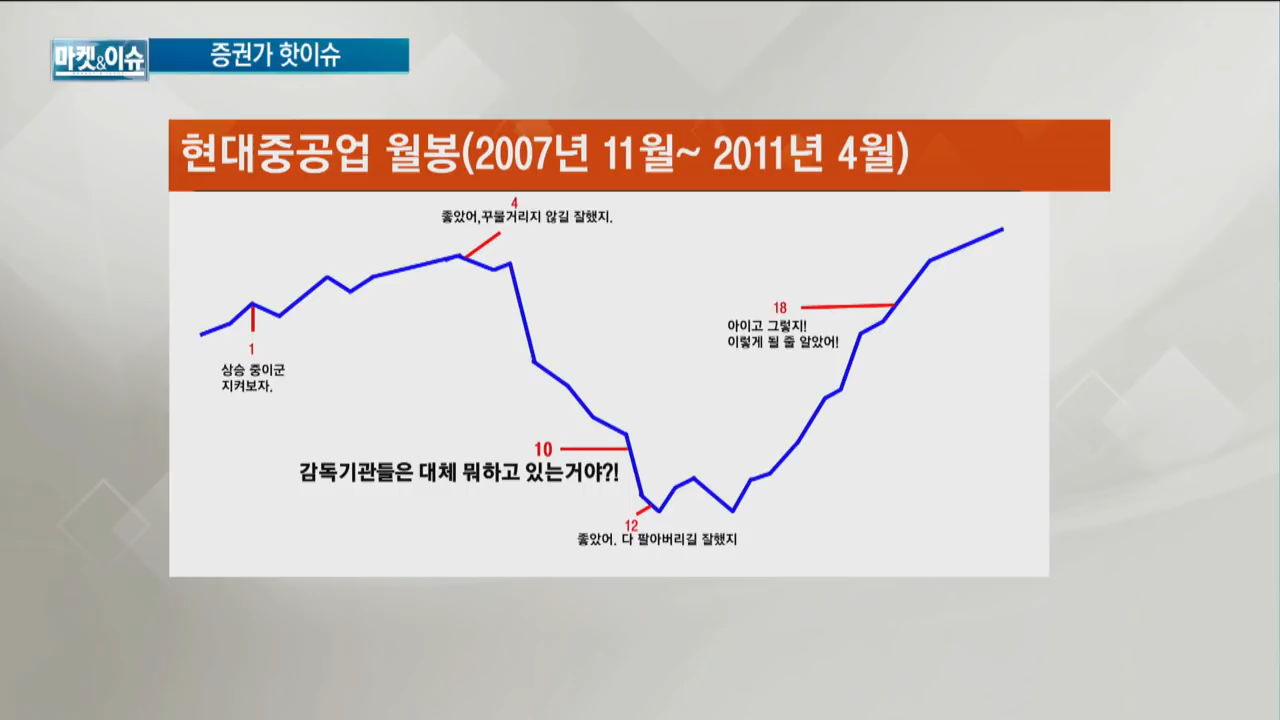 마켓&이슈
증권가 핫이슈
현대중공업 월봉(2007년 11월~ 2011년 4월)
4
좋았어,꾸물거리지 않길 잘했지.
18
아이고 그렇지!
이렇게 될 줄 알았어!
1
상승 중이군
지켜보자.
10
감독기관들은 대체 뭐하고 있는거야?!
12
좋았어. 다 팔아버리길 잘했지